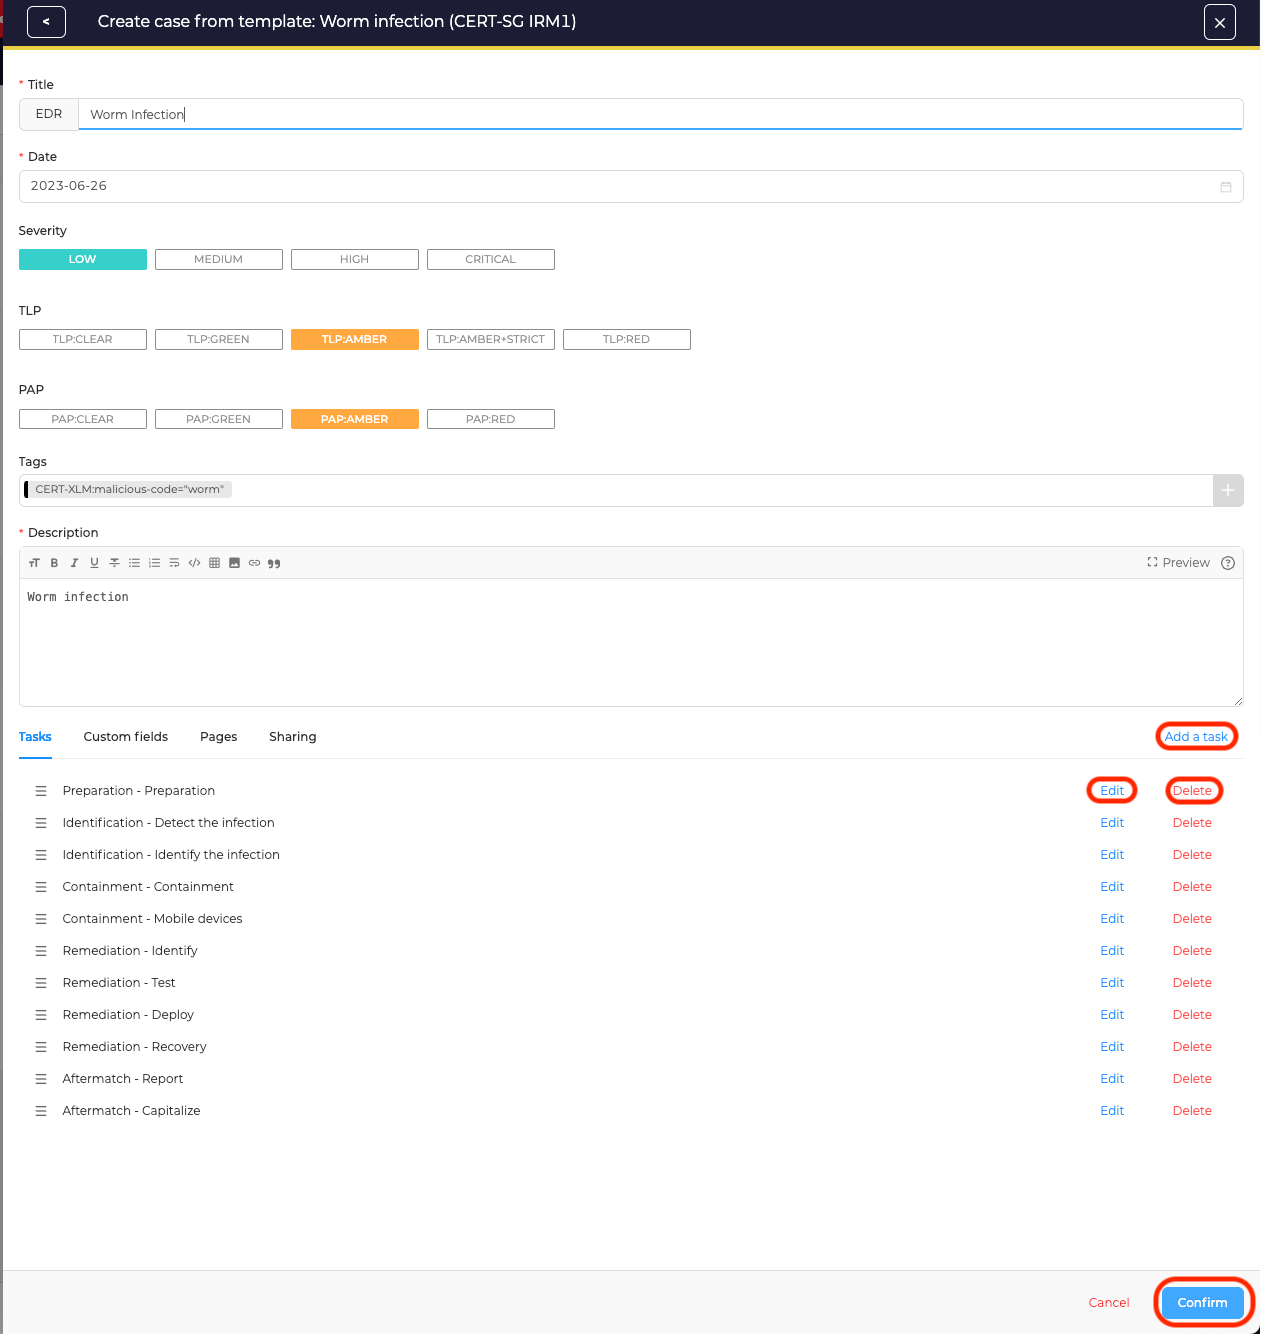 < Create case from template: Worm infection (CERT-SG IRM1) ×
* Title
EDR Worm Infection
* Date
2023-06-26
Severity
LOW MEDIUM HIGH CRITICAL
TLP
TLP:CLEAR TLP:GREEN TLP:AMBER TLP:AMBER+STRICT TLP:RED
PAP
PAP:CLEAR PAP:GREEN PAP:AMBER PAP:RED
Tags
CERT-XLM:malicious-code="worm" +
* Description
Preview
Worm infection
Tasks Custom fields Pages Sharing Add a task
Preparation - Preparation Edit Delete
Identification - Detect the infection Edit Delete
Identification - Identify the infection Edit Delete
Containment - Containment Edit Delete
Containment - Mobile devices Edit Delete
Remediation - Identify Edit Delete
Remediation - Test Edit Delete
Remediation - Deploy Edit Delete
Remediation - Recovery Edit Delete
Aftermatch - Report Edit Delete
Aftermatch - Capitalize Edit Delete
Cancel Confirm